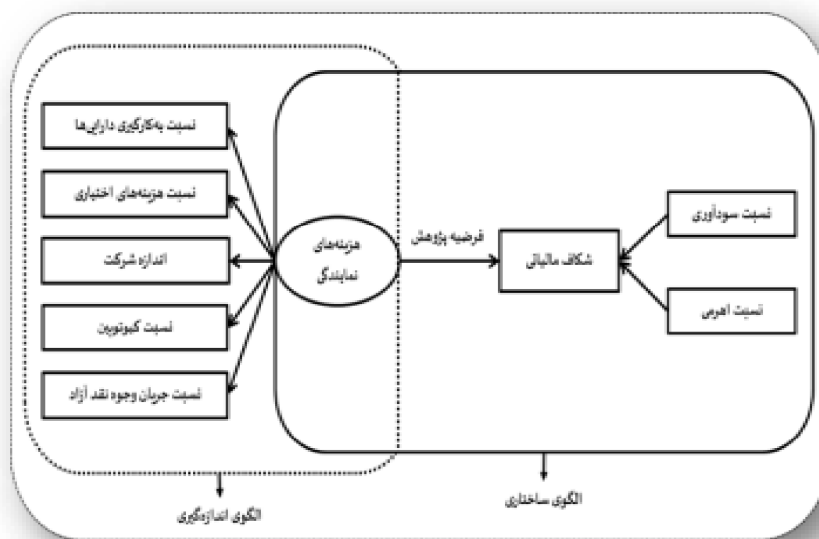 نسبت به‌کارگیری دارایی‌ها
نسبت هزینه‌های اختیاری
اندازه شرکت
نسبت کیوتوبین
نسبت جریان وجوه نقد آزاد
هزینه‌های
نمایندگی
فرضیه پژوهش
شکاف مالیاتی
نسبت سودآوری
نسبت اهرمی
الگوی ساختاری
الگوی اندازه‌گیری